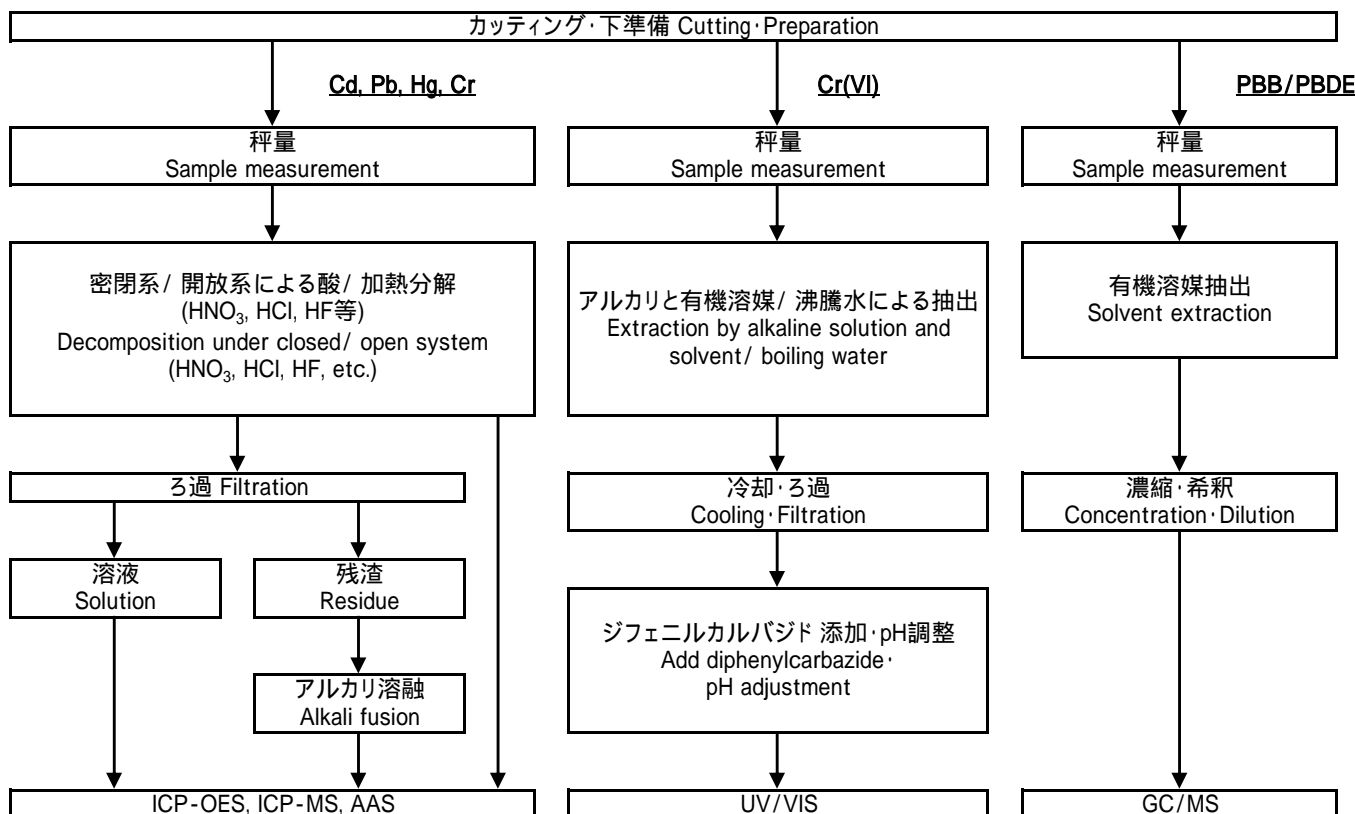 カッティング･下準備 Cutting･Preparation
Cd, Pb, Hg, Cr
Cr(VI)
PBB/PBDE
秤量
Sample measurement
秤量
Sample measurement
秤量
Sample measurement
密閉系/ 開放系による酸/ 加熱分解
(HNO₃, HCl, HF等)
Decomposition under closed/ open system
(HNO₃, HCl, HF, etc.)
アルカリと有機溶媒/ 沸騰水による抽出
Extraction by alkaline solution and
solvent/ boiling water
有機溶媒抽出
Solvent extraction
ろ過 Filtration
冷却･ろ過
Cooling･Filtration
濃縮･希釈
Concentration･Dilution
溶液
Solution
残渣
Residue
ジフェニルカルバジド 添加･pH調整
Add diphenylcarbazide･
pH adjustment
アルカリ溶融
Alkali fusion
ICP-OES, ICP-MS, AAS
UV/VIS
GC/MS